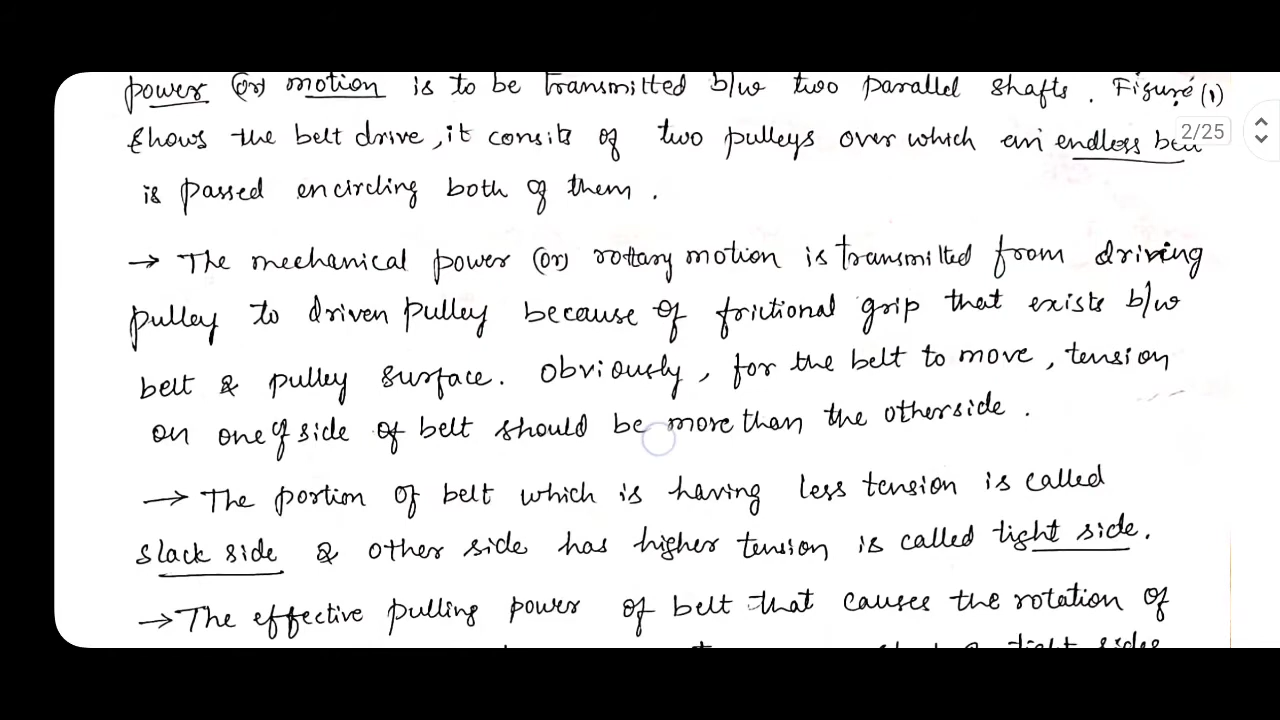 power (or) motion is to be transmitted b/w two parallel shafts. Figure (1)
shows the belt drive, it consits of two pulleys over which an endless belt
2/25
is passed encircling both of them.
→ The mechanical power (or) rottary motion is transmitted from driving
pulley to driven pulley because of frictional grip that exists b/w
belt & pulley surface. Obviously, for the belt to move, tension
on one of side of belt should be more than the otherside.
→ The portion of belt which is having less tension is called
slack side & other side has higher tension is called tight side.
→ The effective pulling power of belt that causes the rotation of
tight sides